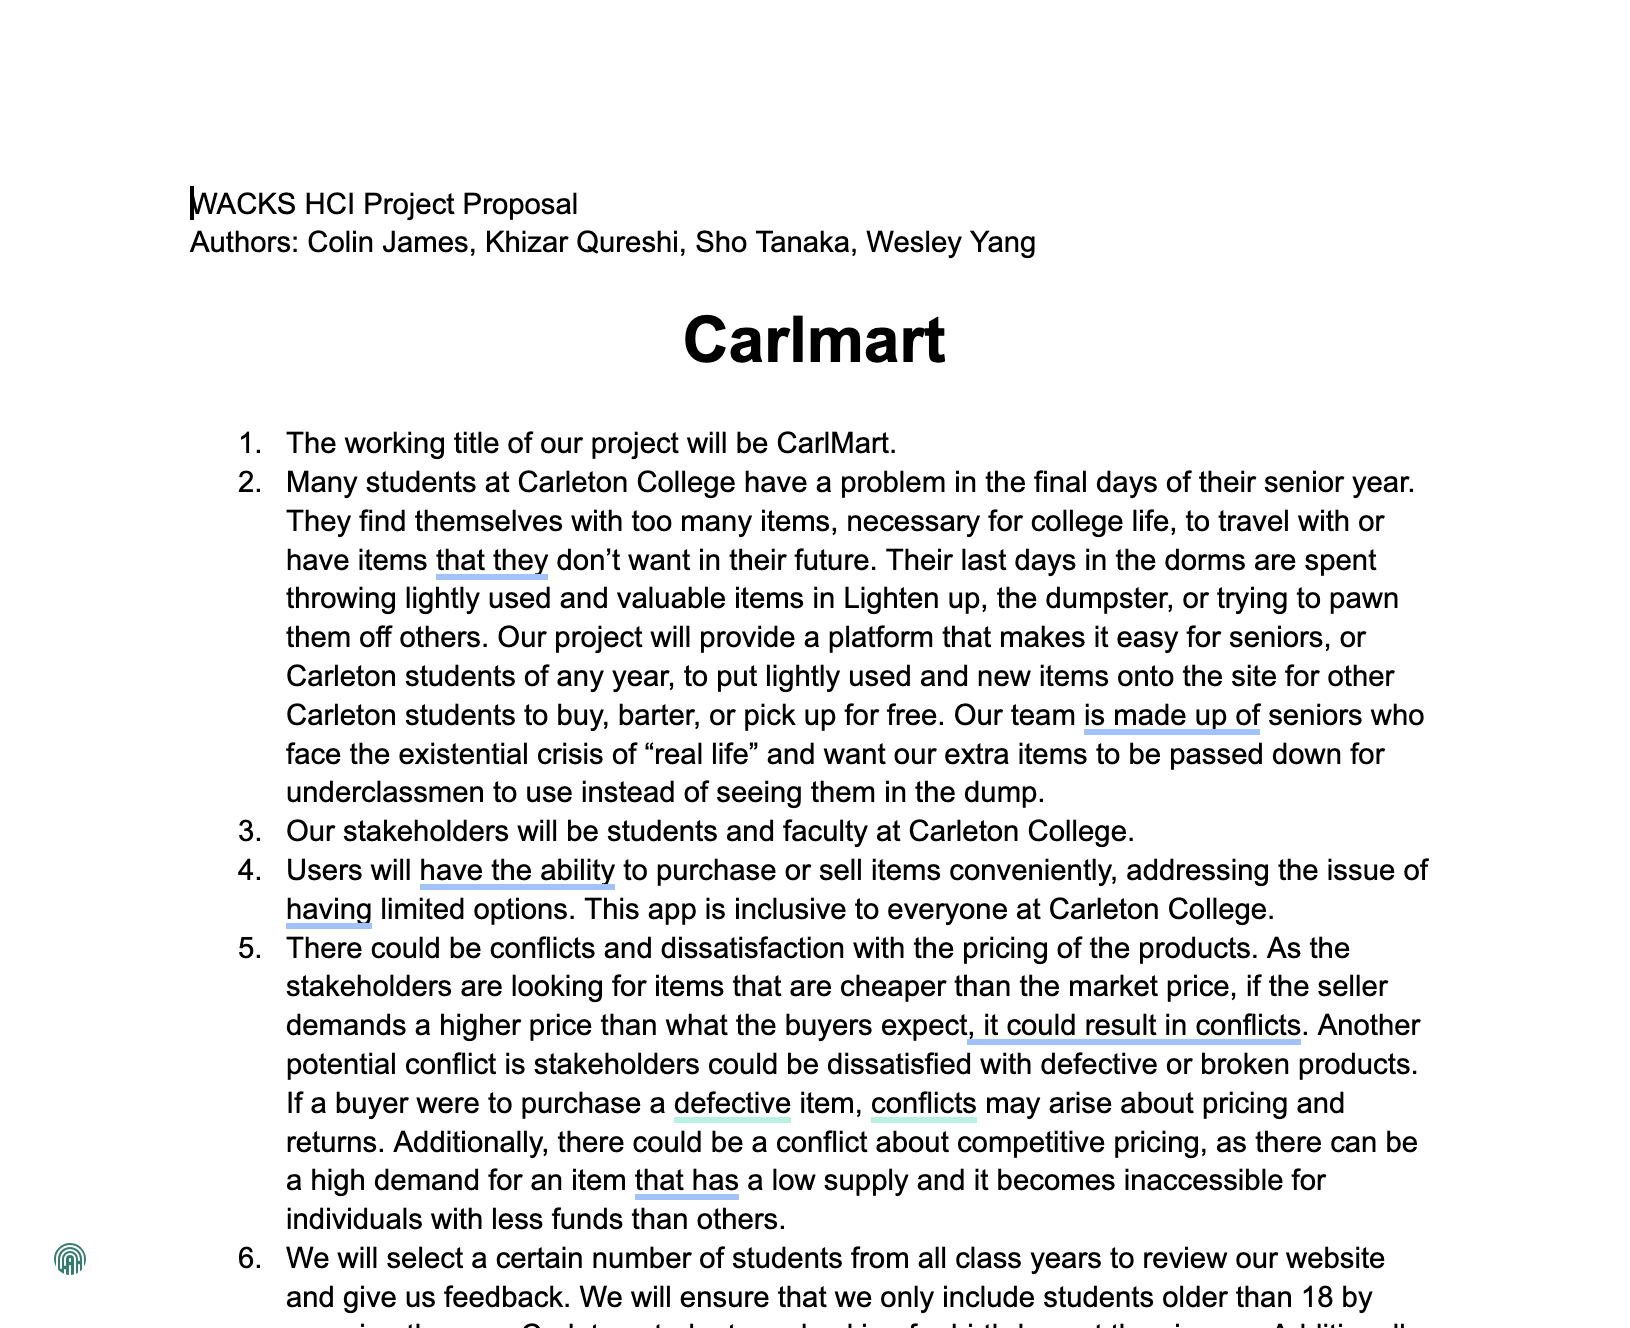 WACKS HCI Project Proposal
Authors: Colin James, Khizar Qureshi, Sho Tanaka, Wesley Yang
Carlmart
1. The working title of our project will be CarlMart.
2. Many students at Carleton College have a problem in the final days of their senior year.
They find themselves with too many items, necessary for college life, to travel with or
have items that they don’t want in their future. Their last days in the dorms are spent
throwing lightly used and valuable items in Lighten up, the dumpster, or trying to pawn
them off others. Our project will provide a platform that makes it easy for seniors, or
Carleton students of any year, to put lightly used and new items onto the site for other
Carleton students to buy, barter, or pick up for free. Our team is made up of seniors who
face the existential crisis of “real life” and want our extra items to be passed down for
underclassmen to use instead of seeing them in the dump.
3. Our stakeholders will be students and faculty at Carleton College.
4. Users will have the ability to purchase or sell items conveniently, addressing the issue of
having limited options. This app is inclusive to everyone at Carleton College.
5. There could be conflicts and dissatisfaction with the pricing of the products. As the
stakeholders are looking for items that are cheaper than the market price, if the seller
demands a higher price than what the buyers expect, it could result in conflicts. Another
potential conflict is stakeholders could be dissatisfied with defective or broken products.
If a buyer were to purchase a defective item, conflicts may arise about pricing and
returns. Additionally, there could be a conflict about competitive pricing, as there can be
a high demand for an item that has a low supply and it becomes inaccessible for
individuals with less funds than others.
6. We will select a certain number of students from all class years to review our website
and give us feedback. We will ensure that we only include students older than 18 by